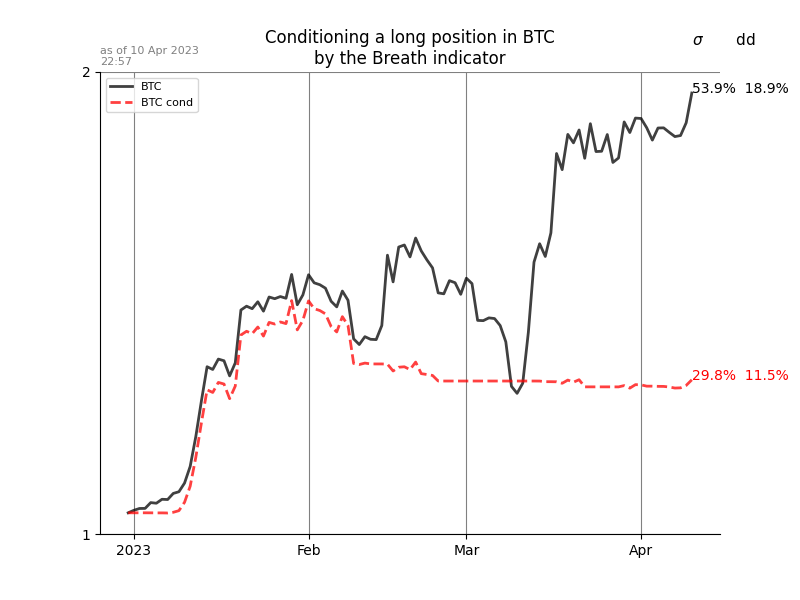 Conditioning a long position in BTC
by the Breath indicator
σ dd
as of 10 Apr 2023
22:57
2
BTC
BTC cond
53.9% 18.9%
29.8% 11.5%
1
2023 Feb Mar Apr